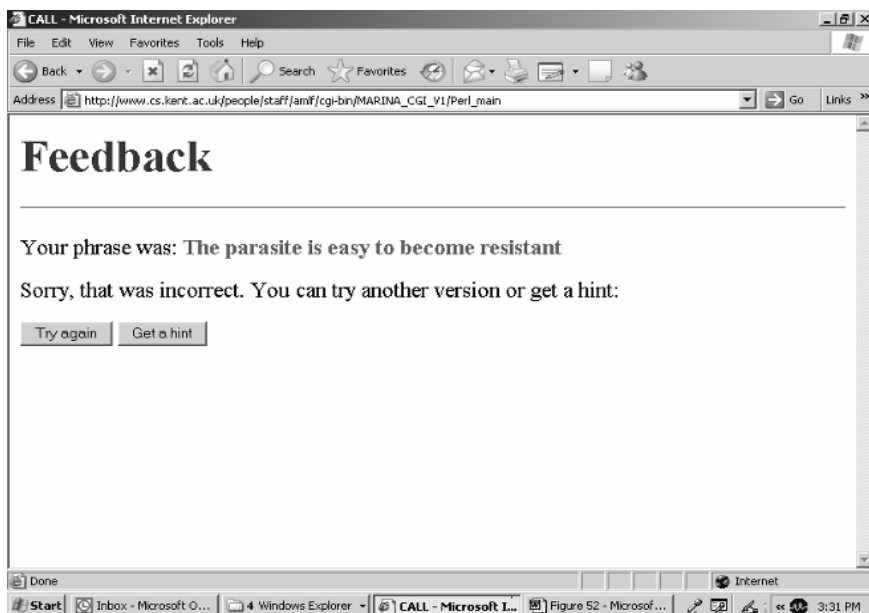 CALL - Microsoft Internet Explorer
File Edit View Favorites Tools Help
Back Search Favorites
Address http://www.cs.kent.ac.uk/people/staff/amlf/cgi-bin/MARINA_CGI_V1/Perl_main Go Links »
Feedback
Your phrase was: The parasite is easy to become resistant
Sorry, that was incorrect. You can try another version or get a hint:
Try again Get a hint
Done Internet
Start Inbox - Microsoft O... 4 Windows Explorer CALL - Microsoft I... Figure 52 - Microsof... « 3:31 PM